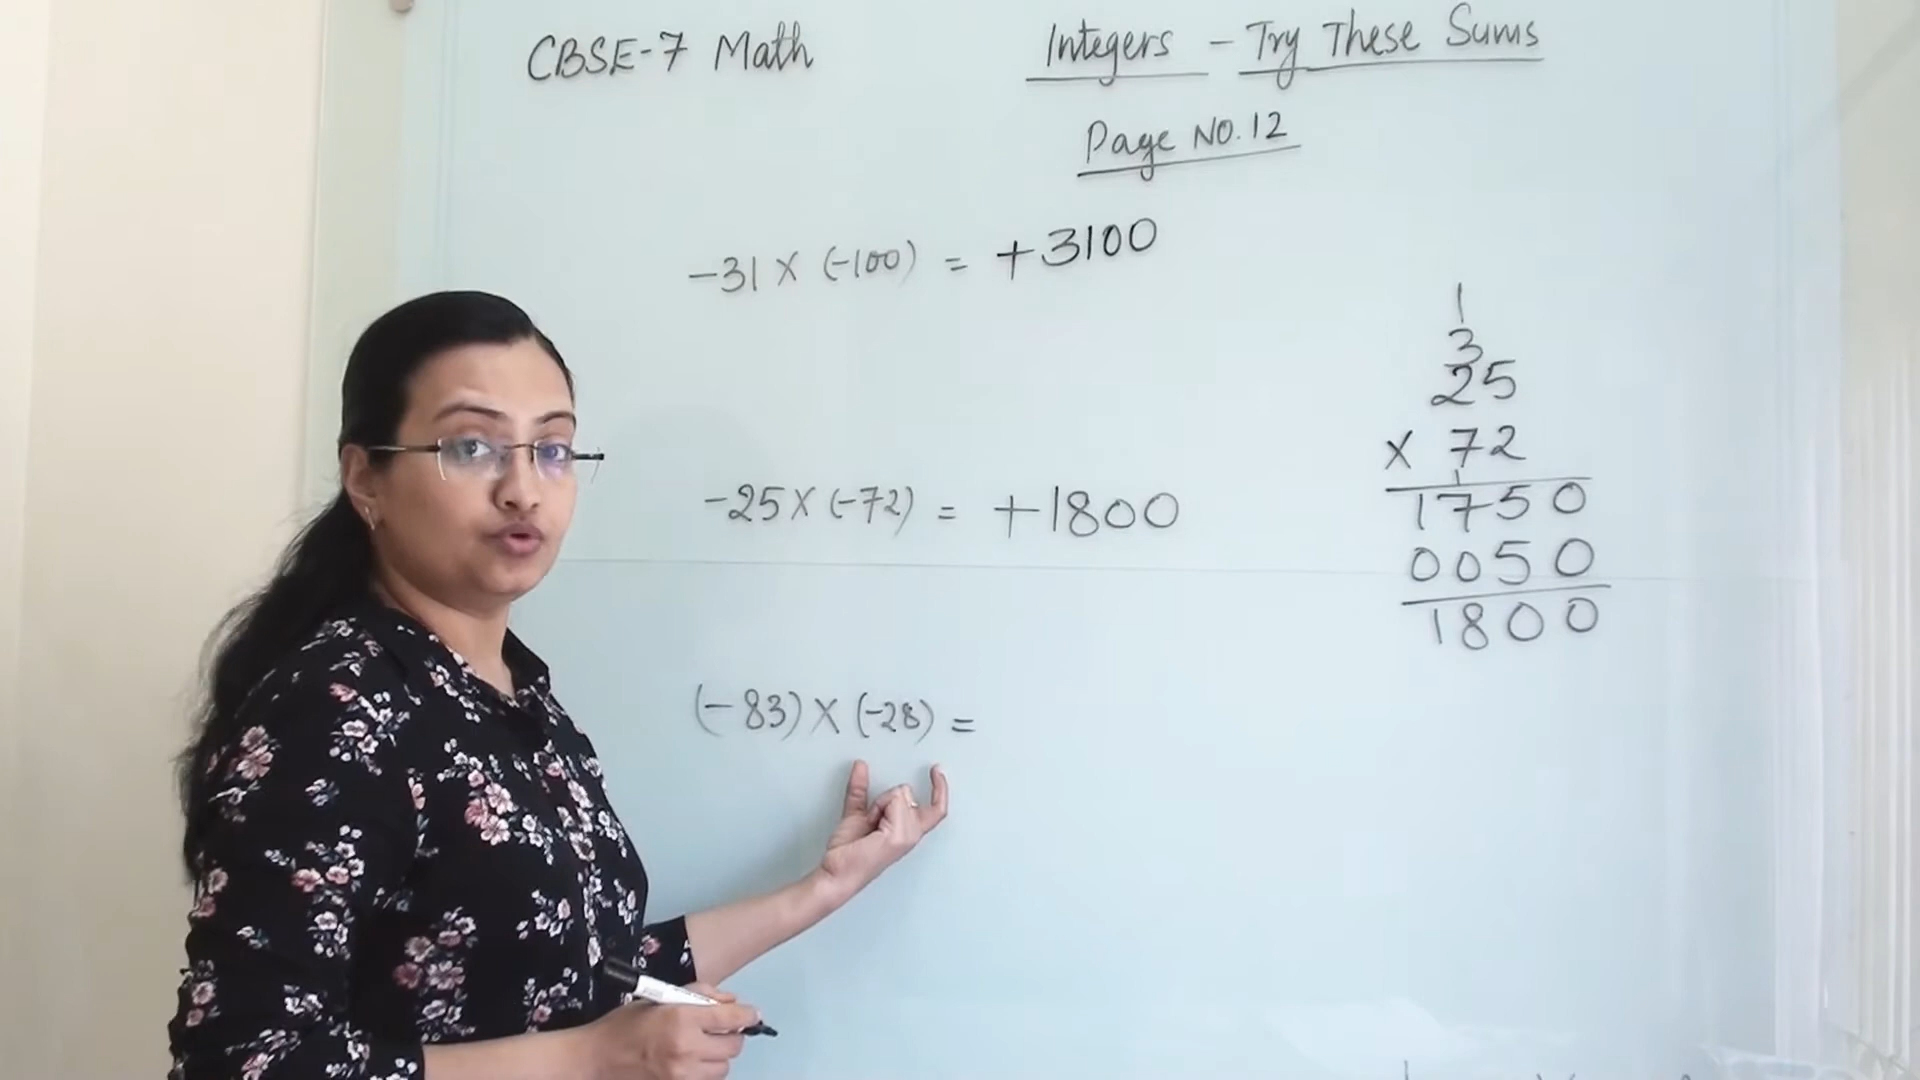 CBSE-7 Math
Integers - Try These Sums
Page No. 12
-31 X (-100) = +3100
-25 X (-72) = +1800
(-83) X (-28) =
1
3
25
X 72
1
1750
0050
1800